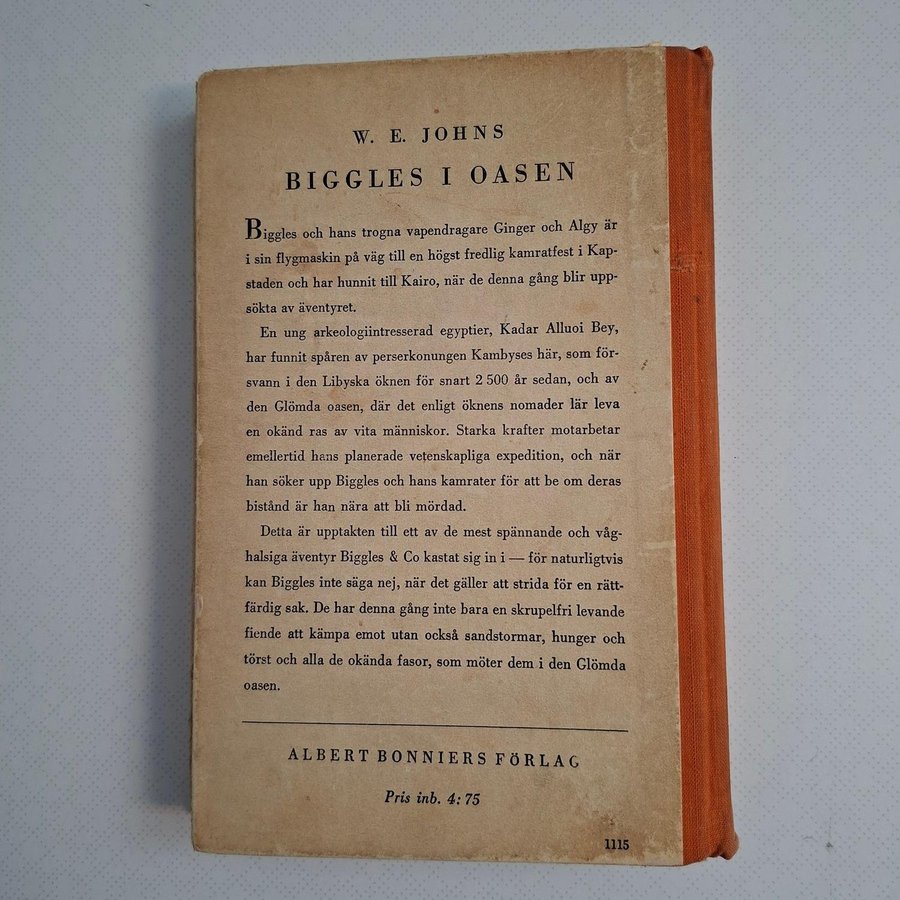 W. E. JOHNS
BIGGLES I OASEN
Biggles och hans trogna vapendragare Ginger och Algy är
i sin flygmaskin på väg till en högst fredlig kamratfest i Kap-
staden och har hunnit till Kairo, när de denna gång blir upp-
sökta av äventyret.
En ung arkeologiintresserad egyptier, Kadar Alluoi Bey,
har funnit spåren av perserkonungen Kambyses här, som för-
svann i den Libyska öknen för snart 2 500 år sedan, och av
den Glömda oasen, där det enligt öknens nomader lär leva
en okänd ras av vita människor. Starka krafter motarbetar
emellertid hans planerade vetenskapliga expedition, och när
han söker upp Biggles och hans kamrater för att be om deras
bistånd är han nära att bli mördad.
Detta är upptakten till ett av de mest spännande och våg-
halsiga äventyr Biggles & Co kastat sig in i — för naturligtvis
kan Biggles inte säga nej, när det gäller att strida för en rätt-
färdig sak. De har denna gång inte bara en skrupelfri levande
fiende att kämpa emot utan också sandstormar, hunger och
törst och alla de okända fasor, som möter dem i den Glömda
oasen.
ALBERT BONNIERS FÖRLAG
Pris inb. 4: 75
1115